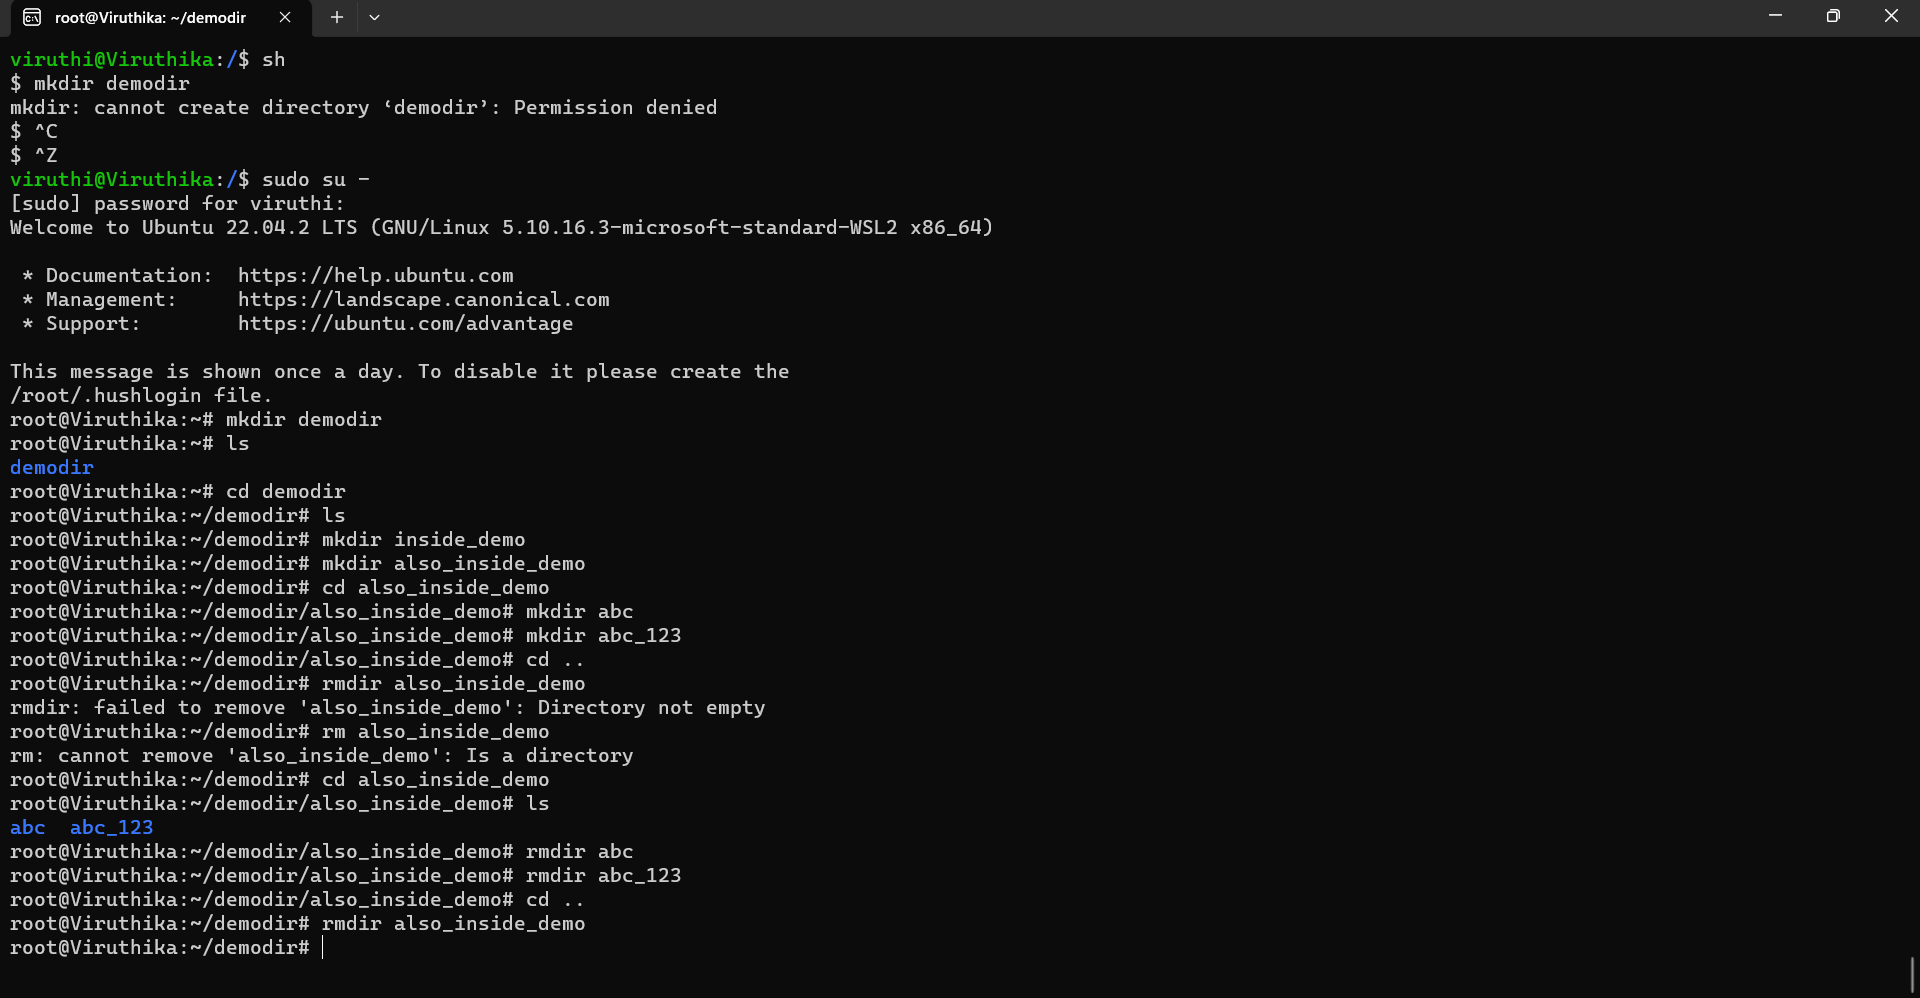 root@Viruthika: ~/demodir
viruthi@Viruthika:/$ sh
$ mkdir demodir
mkdir: cannot create directory ‘demodir’: Permission denied
$ ^C
$ ^Z
viruthi@Viruthika:/$ sudo su -
[sudo] password for viruthi:
Welcome to Ubuntu 22.04.2 LTS (GNU/Linux 5.10.16.3-microsoft-standard-WSL2 x86_64)
 * Documentation:  https://help.ubuntu.com
 * Management:     https://landscape.canonical.com
 * Support:        https://ubuntu.com/advantage
This message is shown once a day. To disable it please create the
/root/.hushlogin file.
root@Viruthika:~# mkdir demodir
root@Viruthika:~# ls
demodir
root@Viruthika:~# cd demodir
root@Viruthika:~/demodir# ls
root@Viruthika:~/demodir# mkdir inside_demo
root@Viruthika:~/demodir# mkdir also_inside_demo
root@Viruthika:~/demodir# cd also_inside_demo
root@Viruthika:~/demodir/also_inside_demo# mkdir abc
root@Viruthika:~/demodir/also_inside_demo# mkdir abc_123
root@Viruthika:~/demodir/also_inside_demo# cd ..
root@Viruthika:~/demodir# rmdir also_inside_demo
rmdir: failed to remove 'also_inside_demo': Directory not empty
root@Viruthika:~/demodir# rm also_inside_demo
rm: cannot remove 'also_inside_demo': Is a directory
root@Viruthika:~/demodir# cd also_inside_demo
root@Viruthika:~/demodir/also_inside_demo# ls
abc  abc_123
root@Viruthika:~/demodir/also_inside_demo# rmdir abc
root@Viruthika:~/demodir/also_inside_demo# rmdir abc_123
root@Viruthika:~/demodir/also_inside_demo# cd ..
root@Viruthika:~/demodir# rmdir also_inside_demo
root@Viruthika:~/demodir#